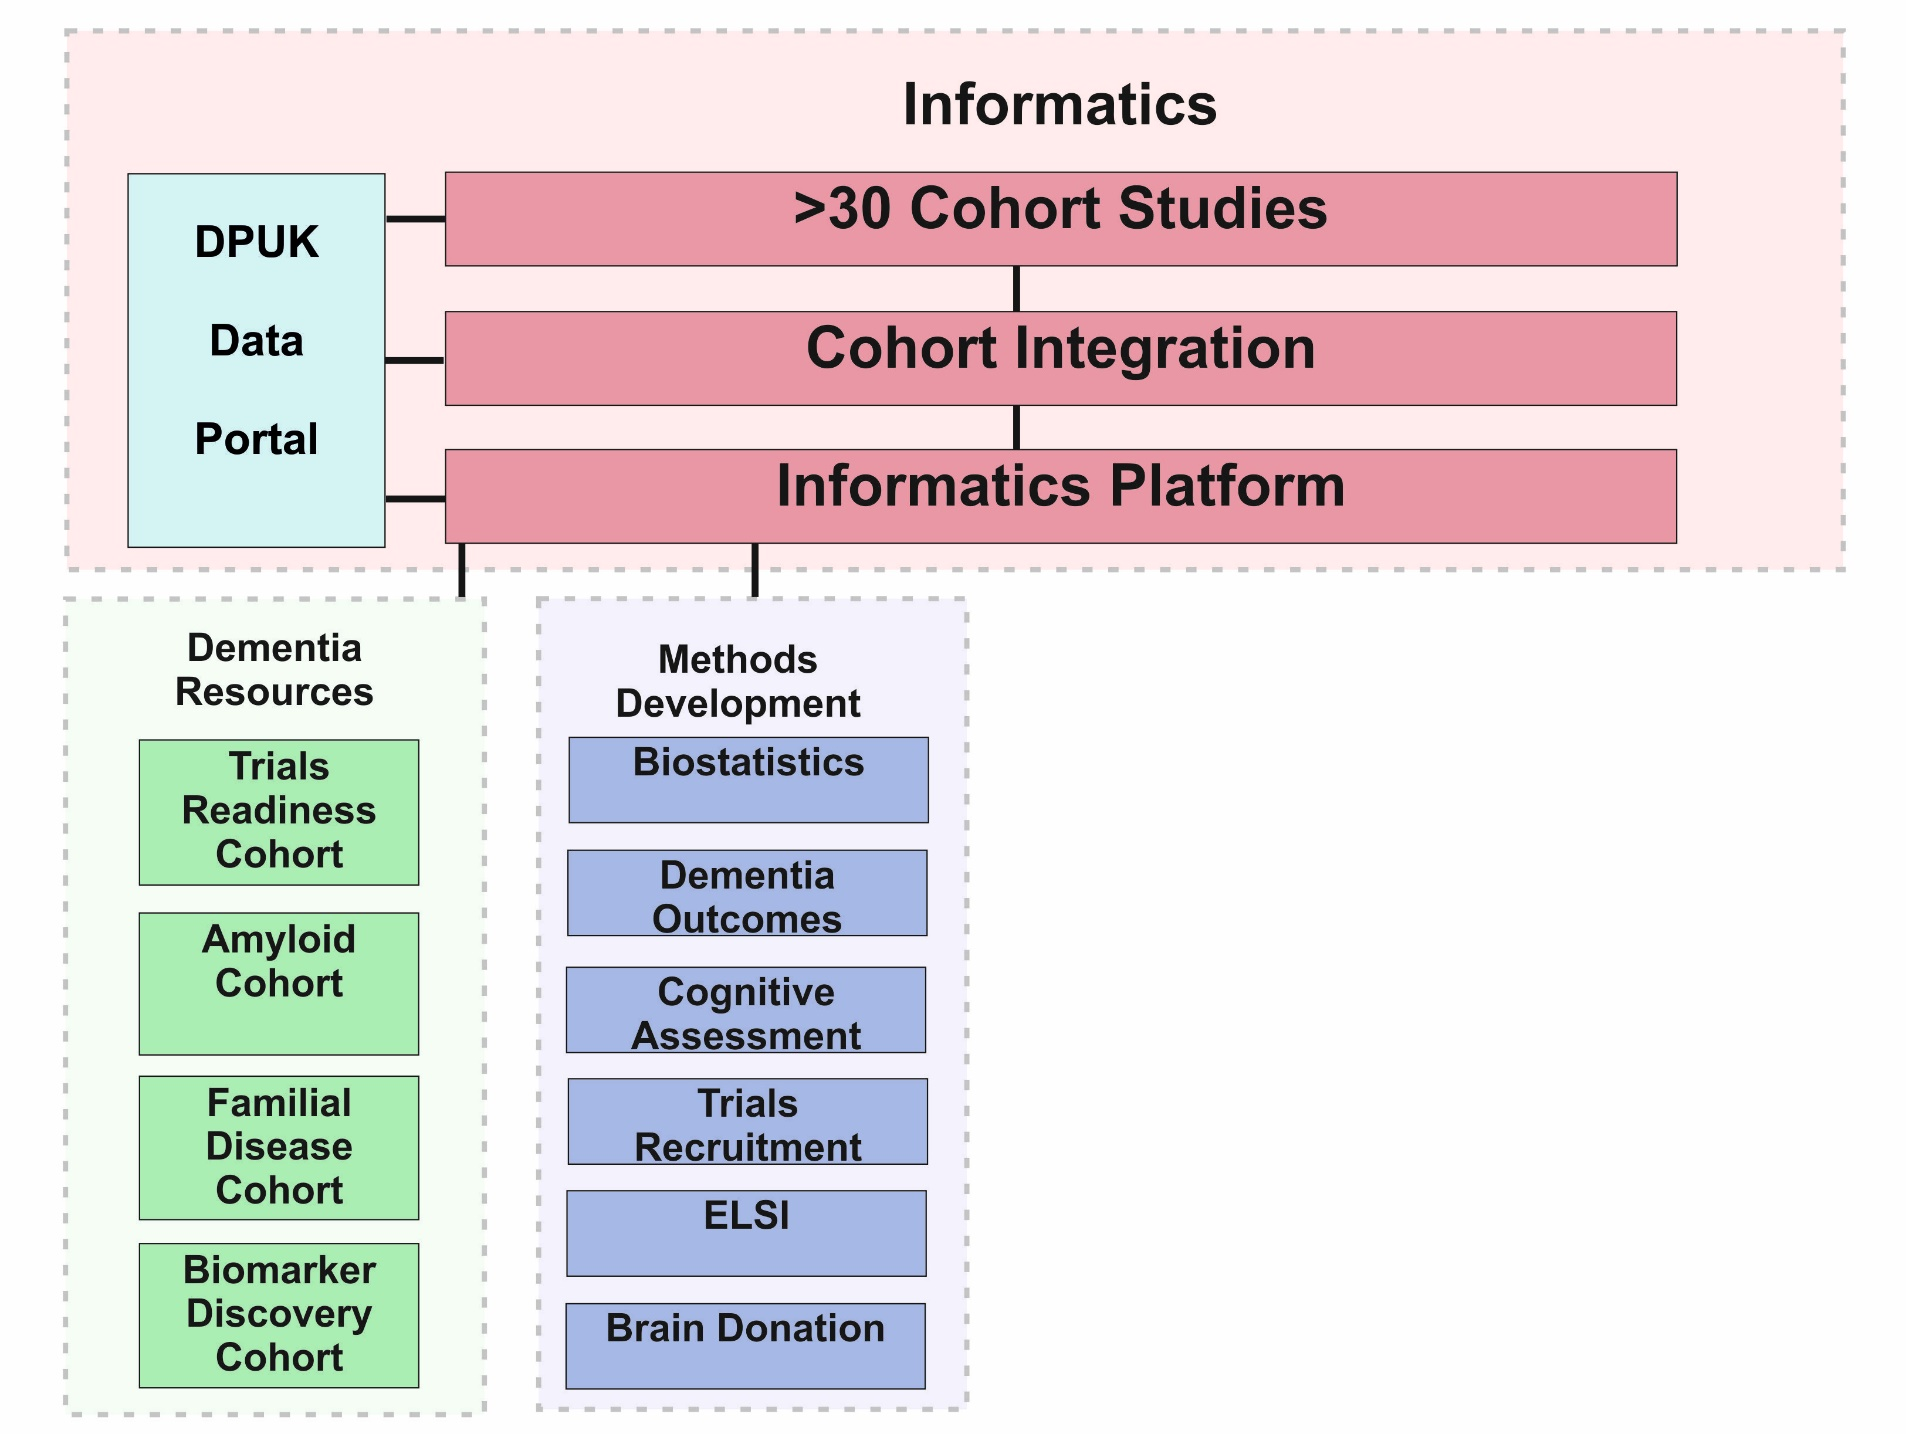 Informatics
DPUK
Data
Portal
>30 Cohort Studies
Cohort Integration
Informatics Platform
Dementia
Resources
Trials
Readiness
Cohort
Amyloid
Cohort
Familial
Disease
Cohort
Biomarker
Discovery
Cohort
Methods
Development
Biostatistics
Dementia
Outcomes
Cognitive
Assessment
Trials
Recruitment
ELSI
Brain Donation